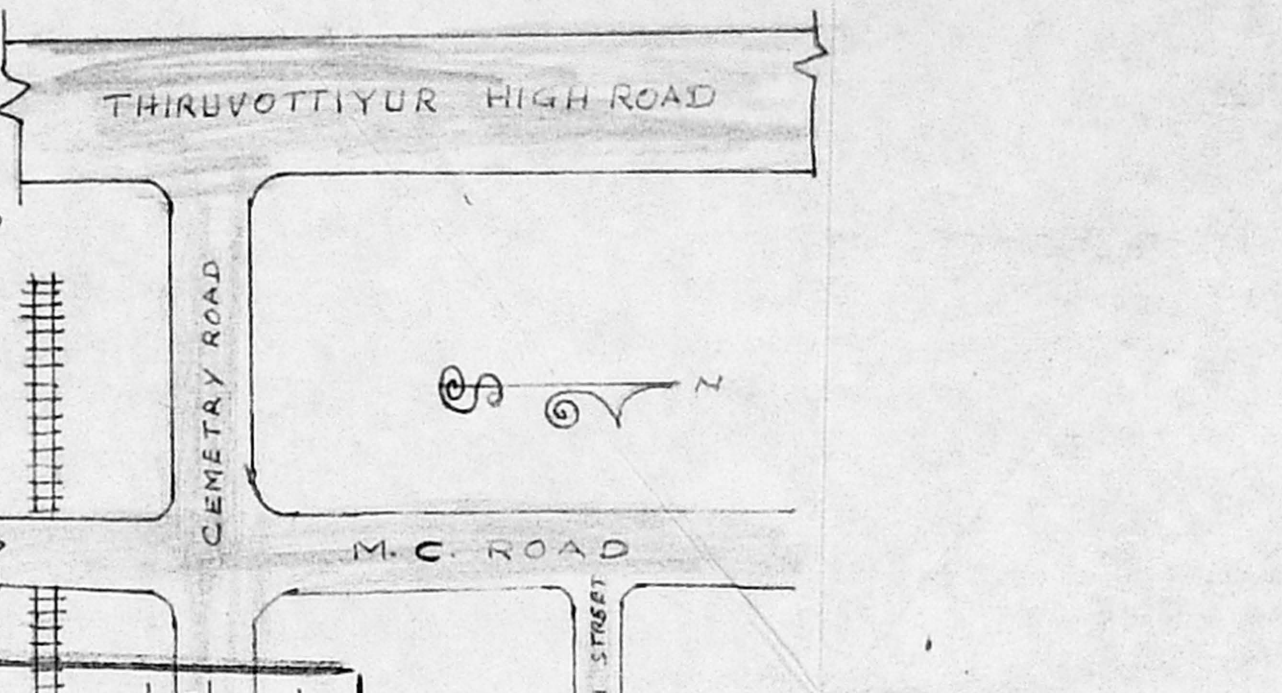 THIRUVOTTIYUR HIGH ROAD
CEMETRY ROAD
N
M. C. ROAD
STREET